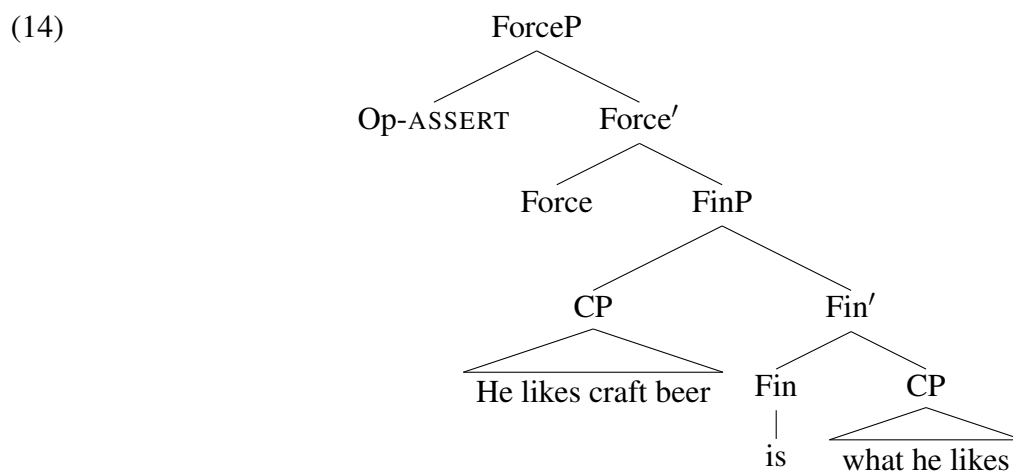 (14) ForceP
Op-ASSERT Force′
Force FinP
CP Fin′
He likes craft beer Fin CP
is what he likes